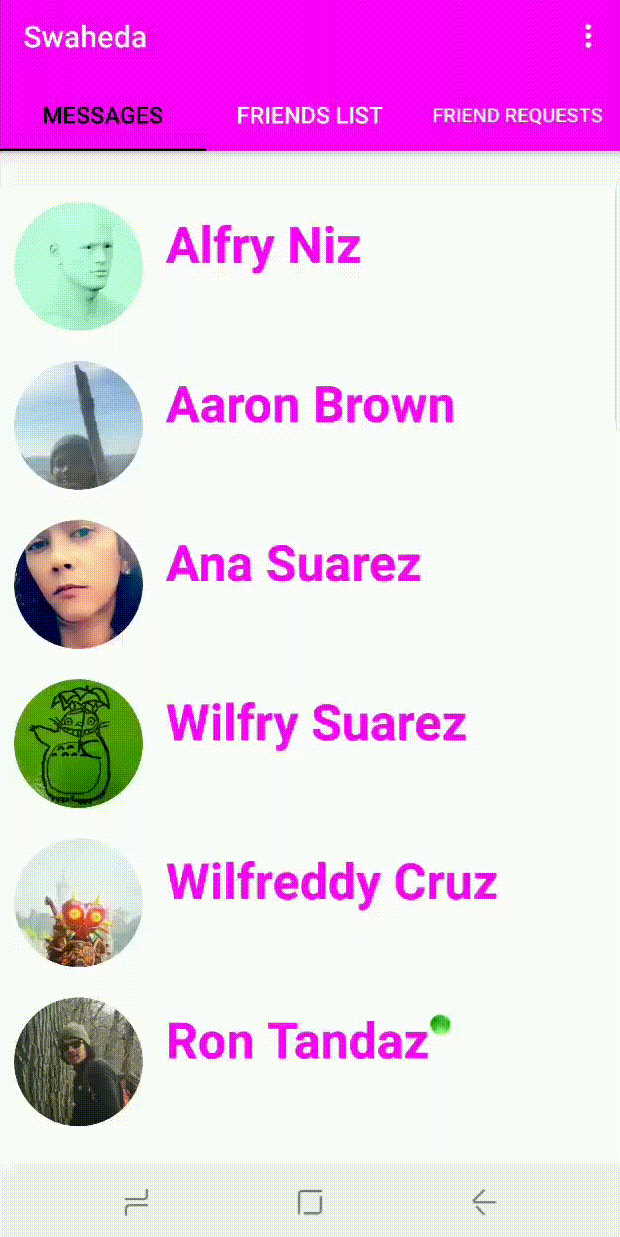 Swaheda
MESSAGES FRIENDS LIST FRIEND REQUESTS
Alfry Niz
Aaron Brown
Ana Suarez
Wilfry Suarez
Wilfreddy Cruz
Ron Tandaz